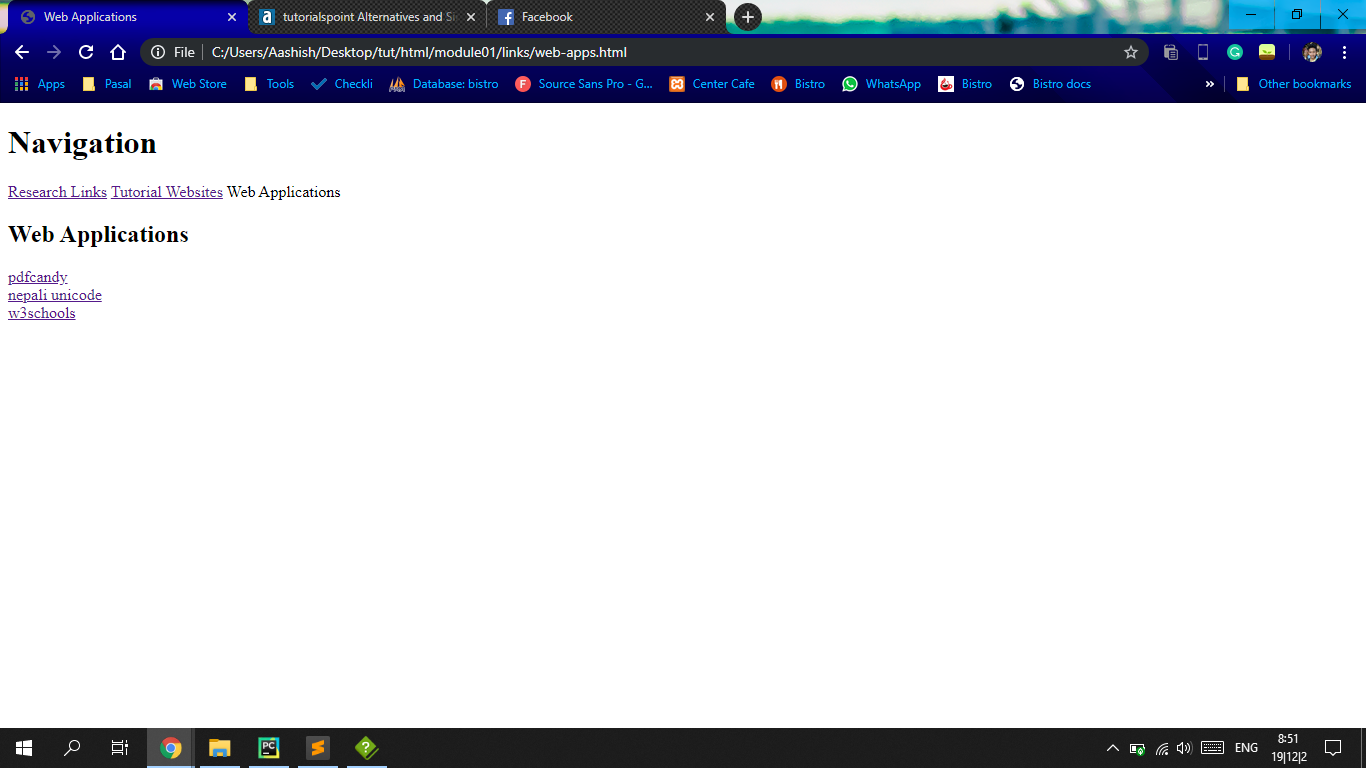 Web Applications
tutorialspoint Alternatives and Si
Facebook
File C:/Users/Aashish/Desktop/tut/html/module01/links/web-apps.html
Apps Pasal Web Store Tools Checkli Database: bistro Source Sans Pro - G... Center Cafe Bistro WhatsApp Bistro Bistro docs » Other bookmarks
Navigation
Research Links Tutorial Websites Web Applications
Web Applications
pdfcandy
nepali unicode
w3schools
ENG
8:51
19|12|2